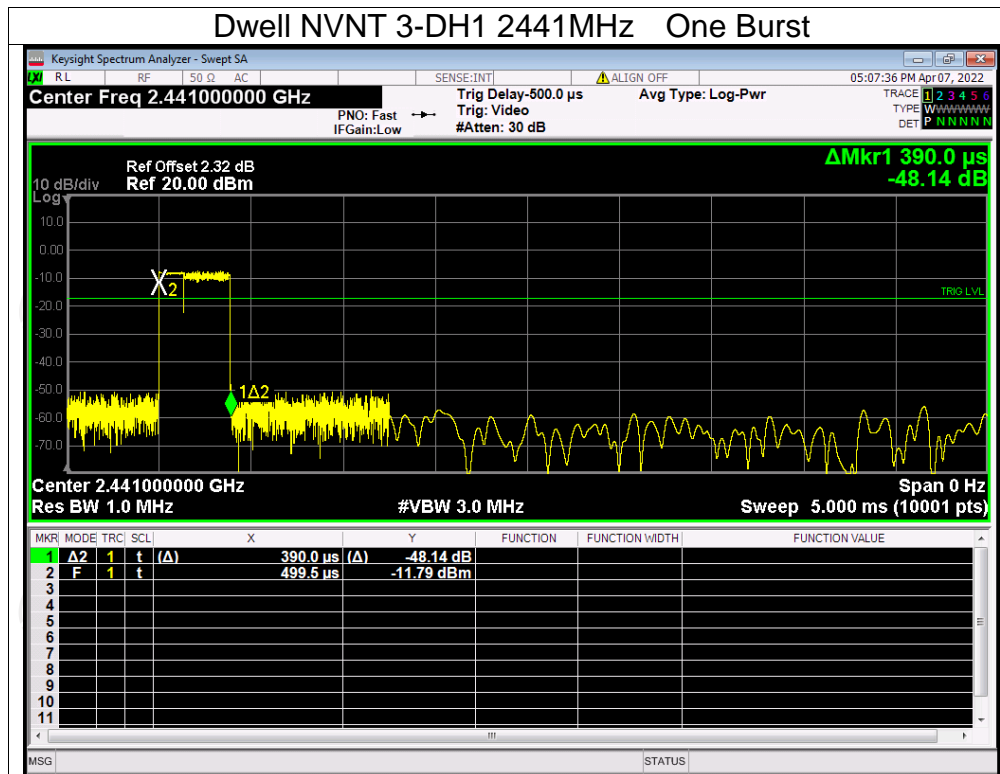 Dwell NVNT 3-DH1 2441MHz One Burst
Keysight Spectrum Analyzer - Swept SA
LXI RL RF 50 Ω AC SENSE:INT ALIGN OFF 05:07:36 PM Apr 07, 2022
Center Freq 2.441000000 GHz Trig Delay-500.0 µs Avg Type: Log-Pwr TRACE 1 2 3 4 5 6
PNO: Fast Trig: Video TYPE WWWWWW
IFGain:Low #Atten: 30 dB DET P N N N N N
ΔMkr1 390.0 µs
-48.14 dB
Ref Offset 2.32 dB
10 dB/div Ref 20.00 dBm
Log
10.0
0.00
-10.0
X2
TRIG LVL
-20.0
-30.0
-40.0
-50.0
1Δ2
-60.0
-70.0
Center 2.441000000 GHz Span 0 Hz
Res BW 1.0 MHz #VBW 3.0 MHz Sweep 5.000 ms (10001 pts)
MKR MODE TRC SCL X Y FUNCTION FUNCTION WIDTH FUNCTION VALUE
1 Δ2 1 t (Δ) 390.0 µs (Δ) -48.14 dB
2 F 1 t 499.5 µs -11.79 dBm
3
4
5
6
7
8
9
10
11
MSG STATUS